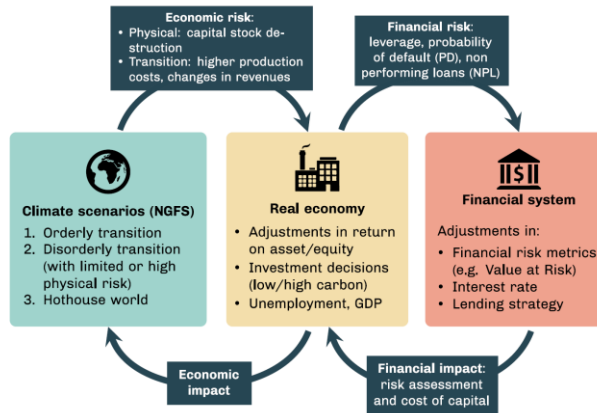 Economic risk:
• Physical: capital stock de-
struction
• Transition: higher production
costs, changes in revenues
Financial risk:
leverage, probability
of default (PD), non
performing loans (NPL)
Climate scenarios (NGFS)
1. Orderly transition
2. Disorderly transition
(with limited or high
physical risk)
3. Hothouse world
Real economy
• Adjustments in return
on asset/equity
• Investment decisions
(low/high carbon)
• Unemployment, GDP
$
Financial system
Adjustments in:
• Financial risk metrics
(e.g. Value at Risk)
• Interest rate
• Lending strategy
Economic
impact
Financial impact:
risk assessment
and cost of capital